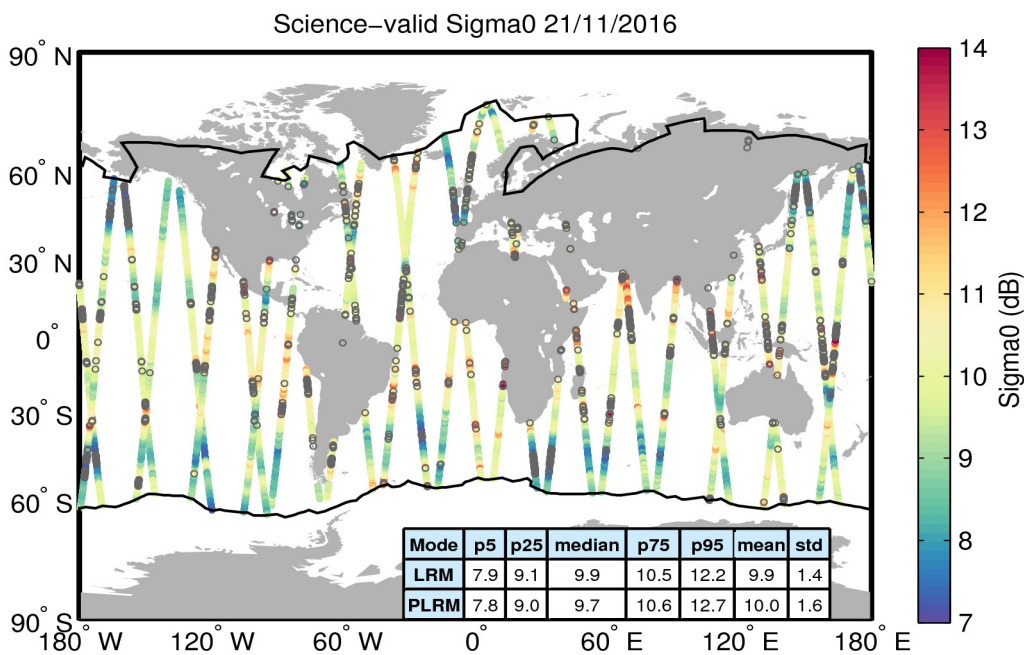 Science−valid Sigma0 21/11/2016
90° N
60° N
30° N
0°
30° S
60° S
90° S
180° W 120° W 60° W 0° 60° E 120° E 180° E
Mode p5 p25 median p75 p95 mean std
LRM 7.9 9.1 9.9 10.5 12.2 9.9 1.4
PLRM 7.8 9.0 9.7 10.6 12.7 10.0 1.6
14
13
12
11
10
9
8
7
Sigma0 (dB)